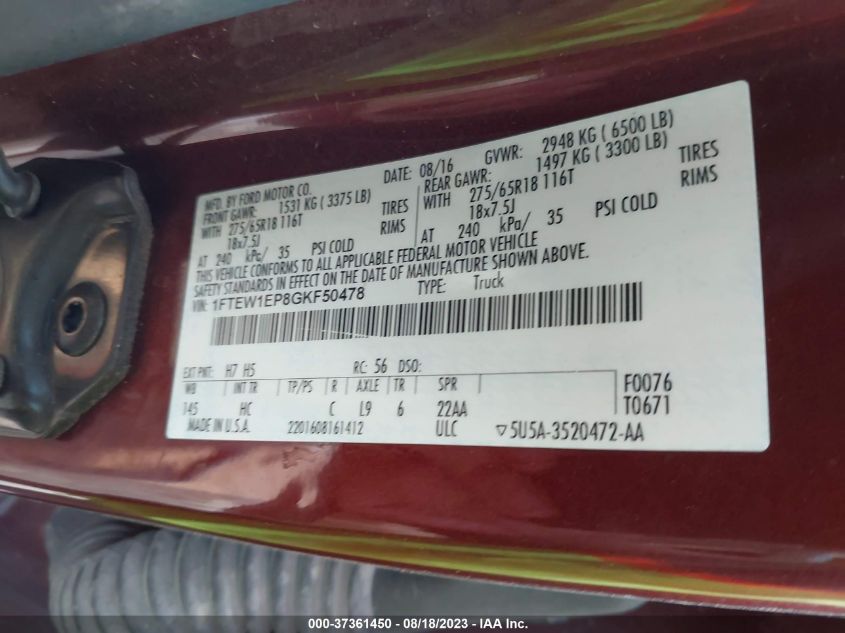 MFD. BY FORD MOTOR CO.
DATE: 08/16
GVWR: 2948 KG ( 6500 LB)
FRONT GAWR: 1531 KG ( 3375 LB)
REAR GAWR: 1497 KG ( 3300 LB)
WITH 275/65R18 116T TIRES
WITH 275/65R18 116T TIRES
18x7.5J RIMS
18x7.5J RIMS
AT 240 kPa/ 35 PSI COLD
AT 240 kPa/ 35 PSI COLD
THIS VEHICLE CONFORMS TO ALL APPLICABLE FEDERAL MOTOR VEHICLE
SAFETY STANDARDS IN EFFECT ON THE DATE OF MANUFACTURE SHOWN ABOVE.
VIN: 1FTEW1EP8GKF50478
TYPE: Truck
EXT PNT: H7 H5 RC: 56 DSO:
WB INT TR TP/PS R AXLE TR SPR
F0076
145 HC C L9 6 22AA
T0671
MADE IN U.S.A. 2201608161412 ULC ▽5U5A-3520472-AA
000-37361450 - 08/18/2023 - IAA Inc.